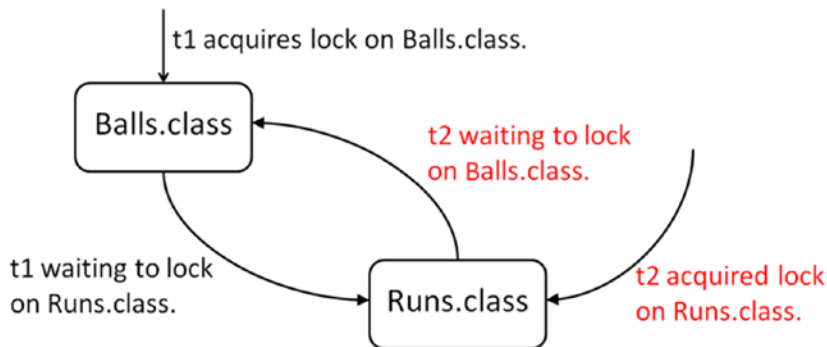 t1 acquires lock on Balls.class.
Balls.class
t2 waiting to lock
on Balls.class.
t1 waiting to lock
on Runs.class.
Runs.class
t2 acquired lock
on Runs.class.